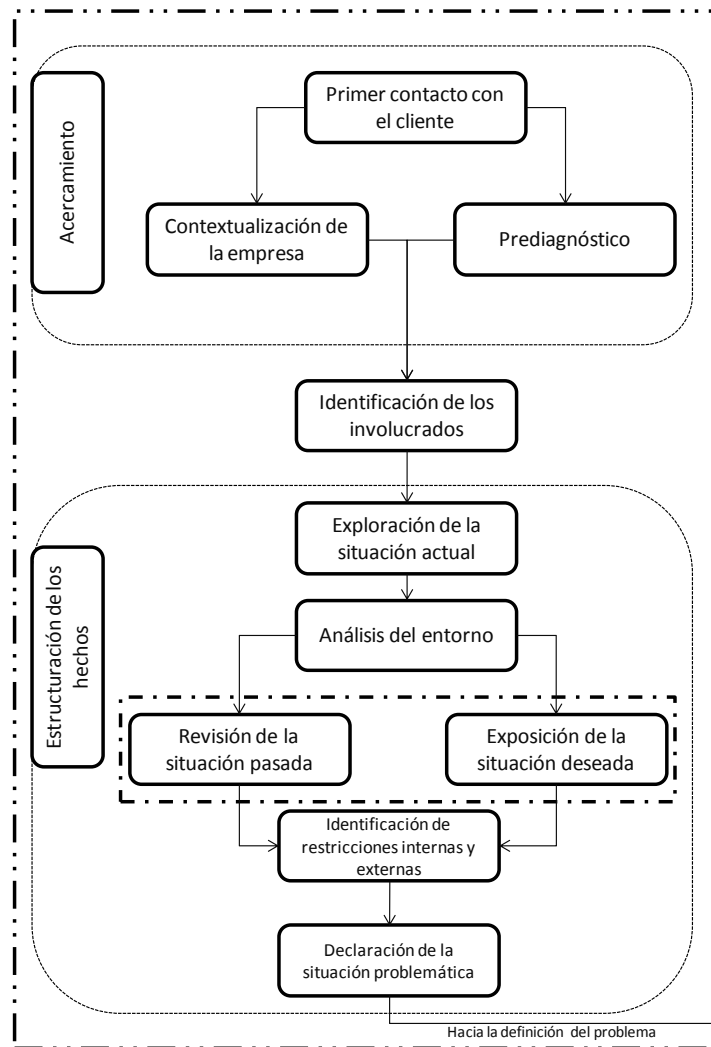 Acercamiento
Primer contacto con
el cliente
Contextualización de
la empresa
Prediagnóstico
Identificación de los
involucrados
Estructuración de los
hechos
Exploración de la
situación actual
Análisis del entorno
Revisión de la
situación pasada
Exposición de la
situación deseada
Identificación de
restricciones internas y
externas
Declaración de la
situación problemática
Hacia la definición del problema